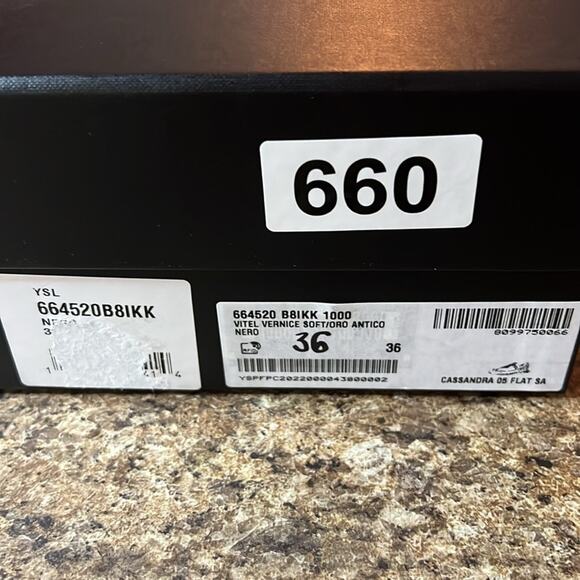 660
YSL
664520B8IKK
664520 B8IKK 1000
VITEL VERNICE SOFT/ORO ANTICO
NERO
36
36
YSPFPC2022000043800002
8099750066
CASSANDRA 05 FLAT SA